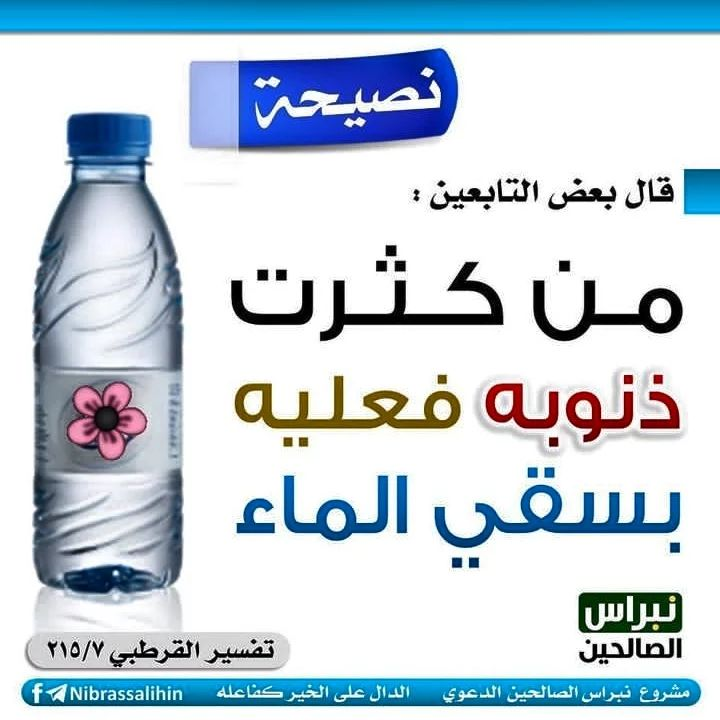 نصيحة
قال بعض التابعين :
من كثرت
ذنوبه فعليه
بسقي الماء
نبراس
الصالحين
تفسير القرطبي ٢١٥/٧
مشروع نبراس الصالحين الدعوي الدال على الخير كفاعله Nibrassalihin